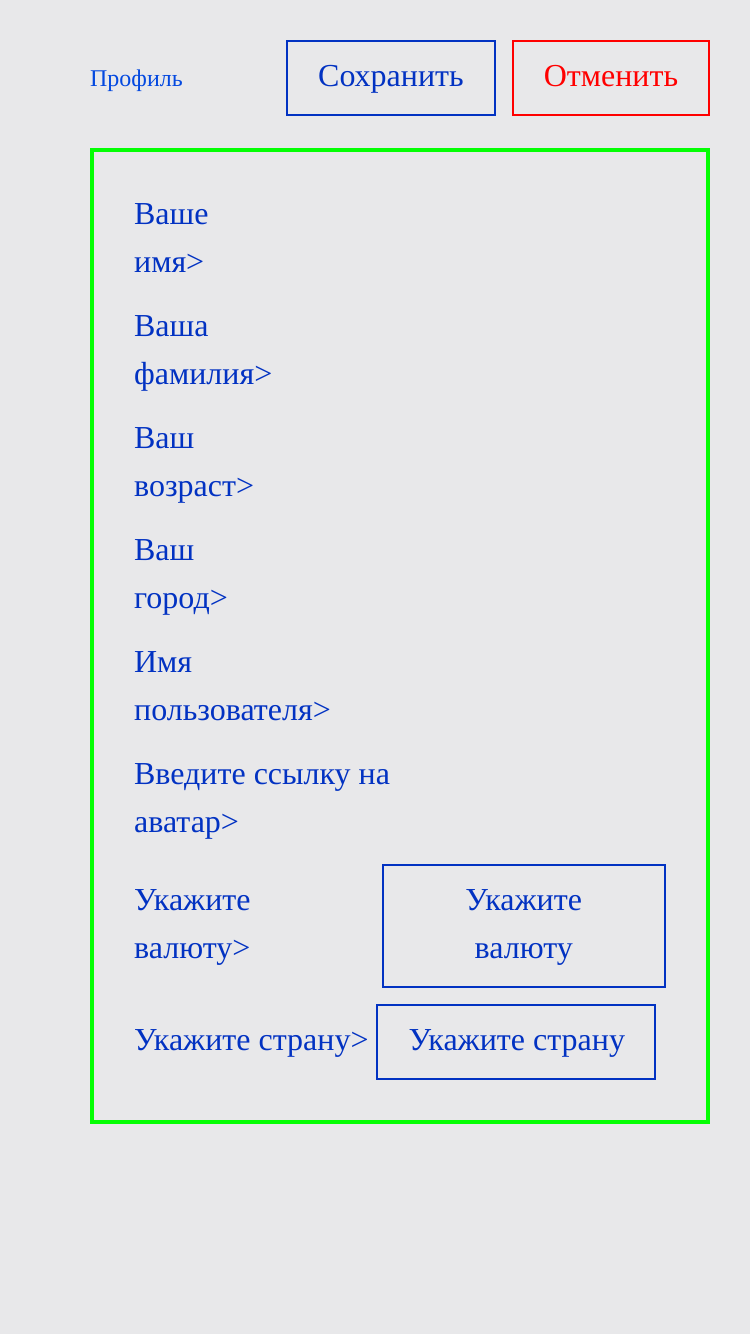 Профиль
Сохранить
Отменить
Ваше
имя>
Ваша
фамилия>
Ваш
возраст>
Ваш
город>
Имя
пользователя>
Введите ссылку на
аватар>
Укажите
валюту>
Укажите
валюту
Укажите страну>
Укажите страну